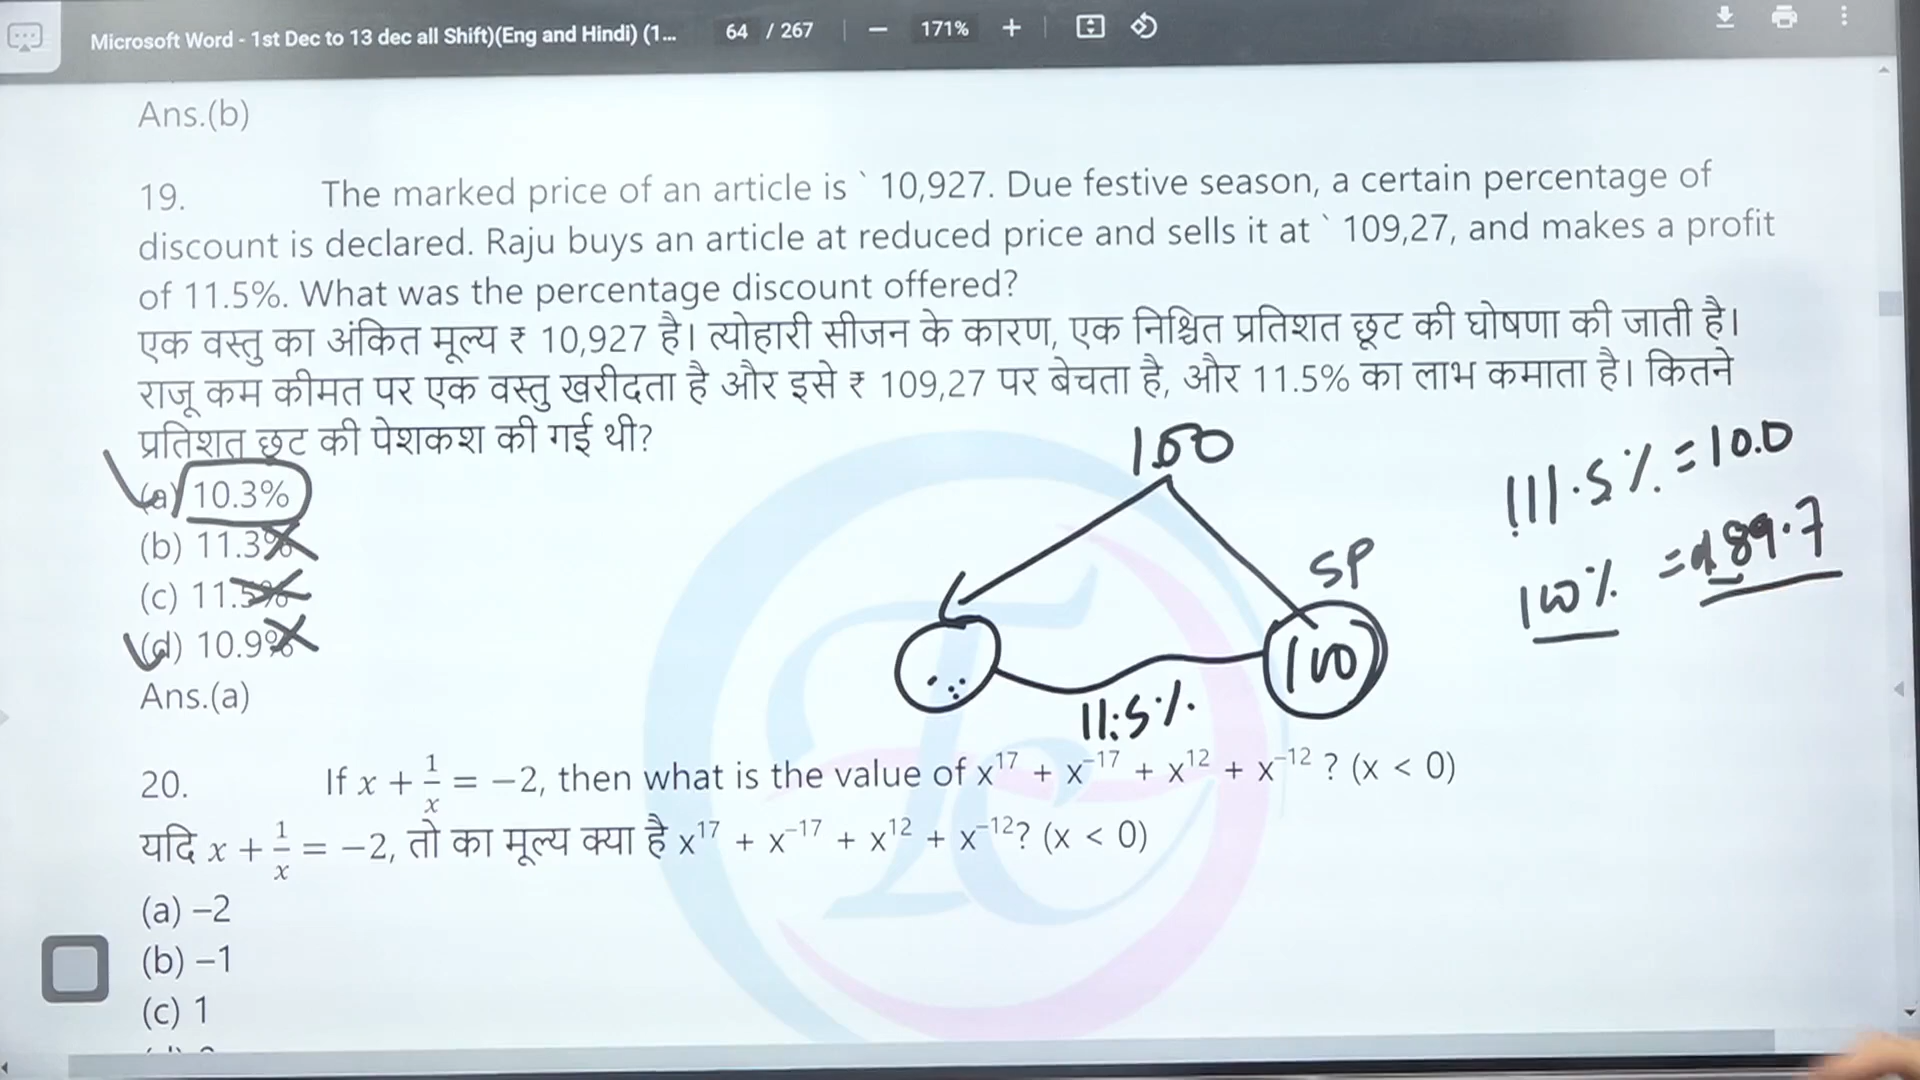 Microsoft Word - 1st Dec to 13 dec all Shift)(Eng and Hindi) (1... 64 / 267 — 171% +
Ans.(b)
19. The marked price of an article is ` 10,927. Due festive season, a certain percentage of
discount is declared. Raju buys an article at reduced price and sells it at ` 109,27, and makes a profit
of 11.5%. What was the percentage discount offered?
एक वस्तु का अंकित मूल्य ₹ 10,927 है। त्योहारी सीजन के कारण, एक निश्चित प्रतिशत छूट की घोषणा की जाती है।
राजू कम कीमत पर एक वस्तु खरीदता है और इसे ₹ 109,27 पर बेचता है, और 11.5% का लाभ कमाता है। कितने
प्रतिशत छूट की पेशकश की गई थी?
(a) 10.3%
(b) 11.3%
(c) 11.5%
(d) 10.9%
Ans.(a)
100
SP
100
11.5%
111.5% = 100
100% = 89.7
20. If x + 1/x = −2, then what is the value of x¹⁷ + x⁻¹⁷ + x¹² + x⁻¹² ? (x < 0)
यदि x + 1/x = −2, तो का मूल्य क्या है x¹⁷ + x⁻¹⁷ + x¹² + x⁻¹²? (x < 0)
(a) –2
(b) –1
(c) 1